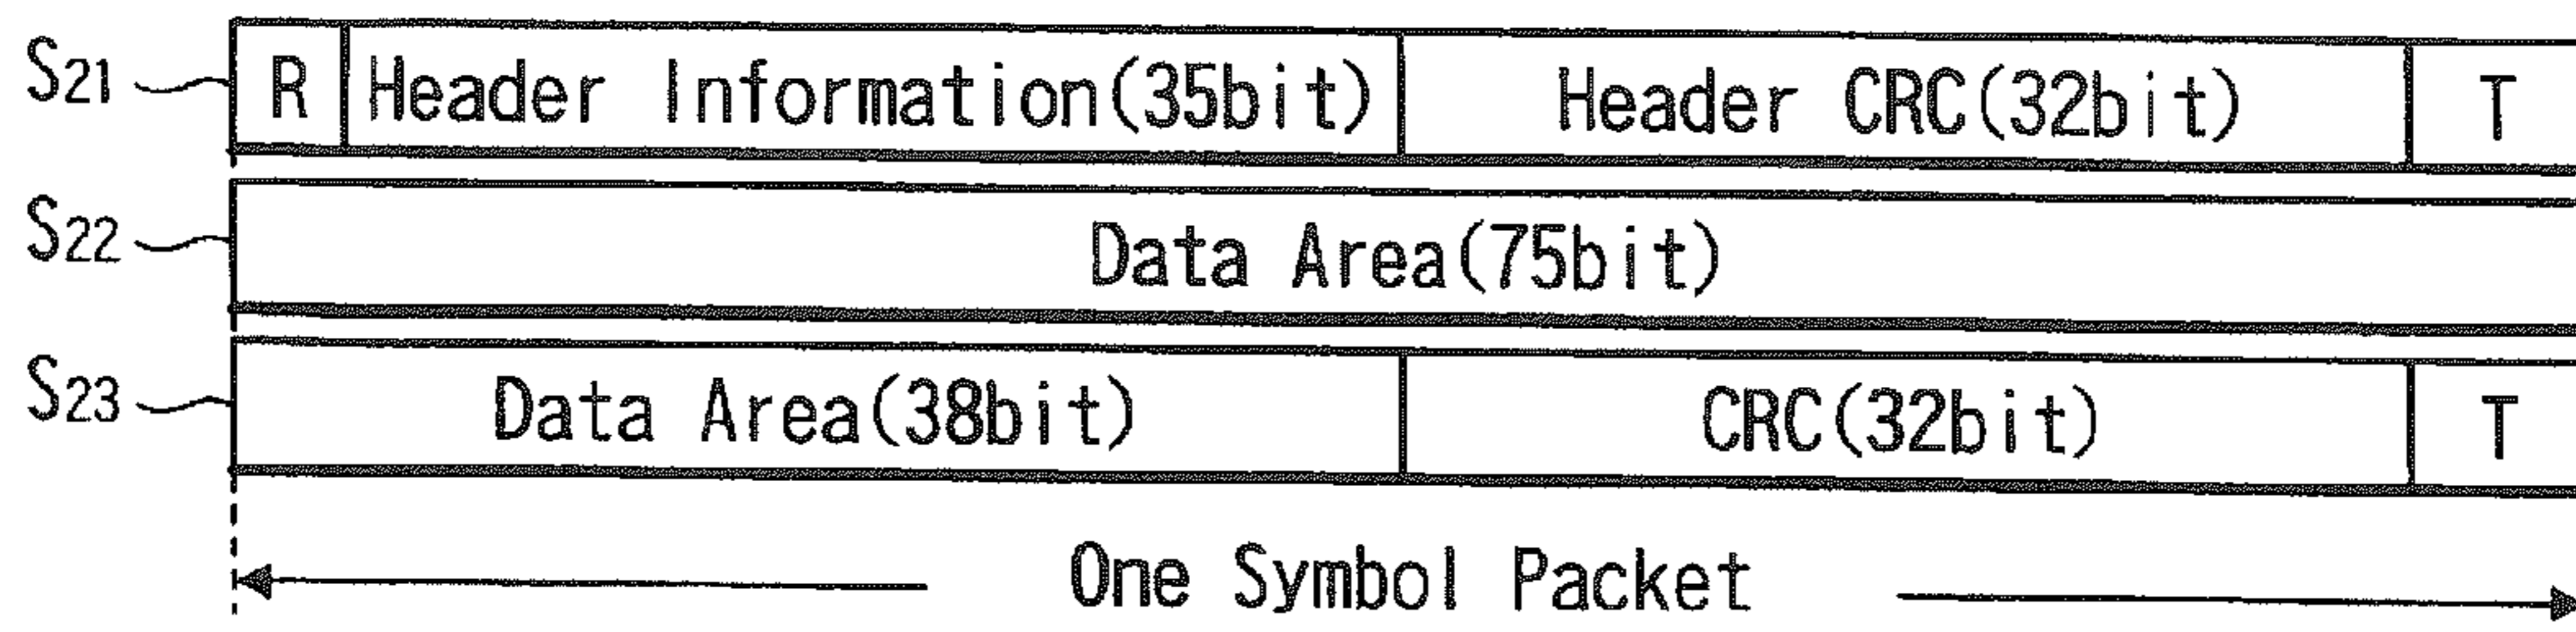 S21 R Header Information(35bit) Header CRC(32bit) T
S22 Data Area(75bit)
S23 Data Area(38bit) CRC(32bit) T
One Symbol Packet